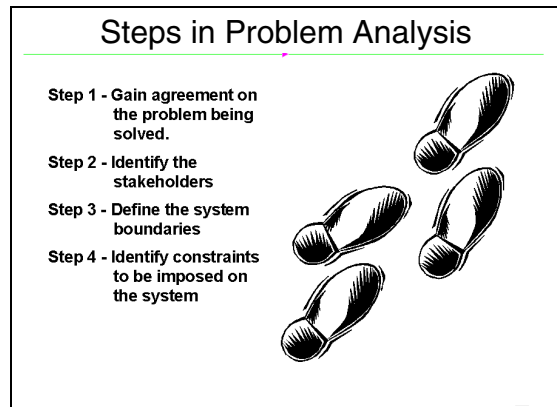 Steps in Problem Analysis
Step 1 - Gain agreement on
the problem being
solved.
Step 2 - Identify the
stakeholders
Step 3 - Define the system
boundaries
Step 4 - Identify constraints
to be imposed on
the system